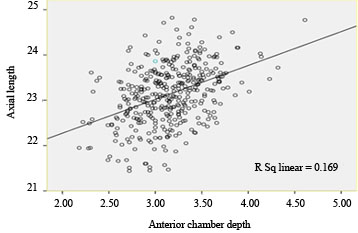 25
24
23
22
21
Axial length
R Sq linear = 0.169
2.00 2.50 3.00 3.50 4.00 4.50 5.00
Anterior chamber depth